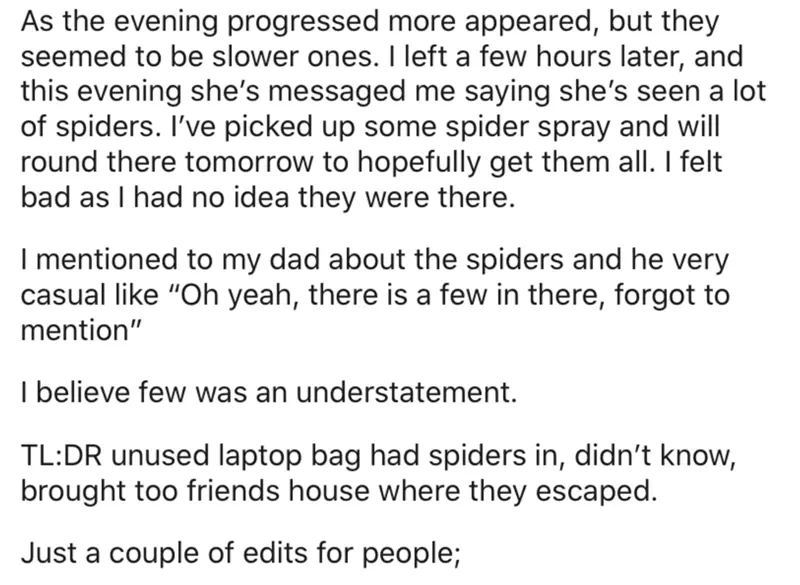 As the evening progressed more appeared, but they
seemed to be slower ones. I left a few hours later, and
this evening she’s messaged me saying she’s seen a lot
of spiders. I’ve picked up some spider spray and will
round there tomorrow to hopefully get them all. I felt
bad as I had no idea they were there.
I mentioned to my dad about the spiders and he very
casual like “Oh yeah, there is a few in there, forgot to
mention”
I believe few was an understatement.
TL:DR unused laptop bag had spiders in, didn’t know,
brought too friends house where they escaped.
Just a couple of edits for people;